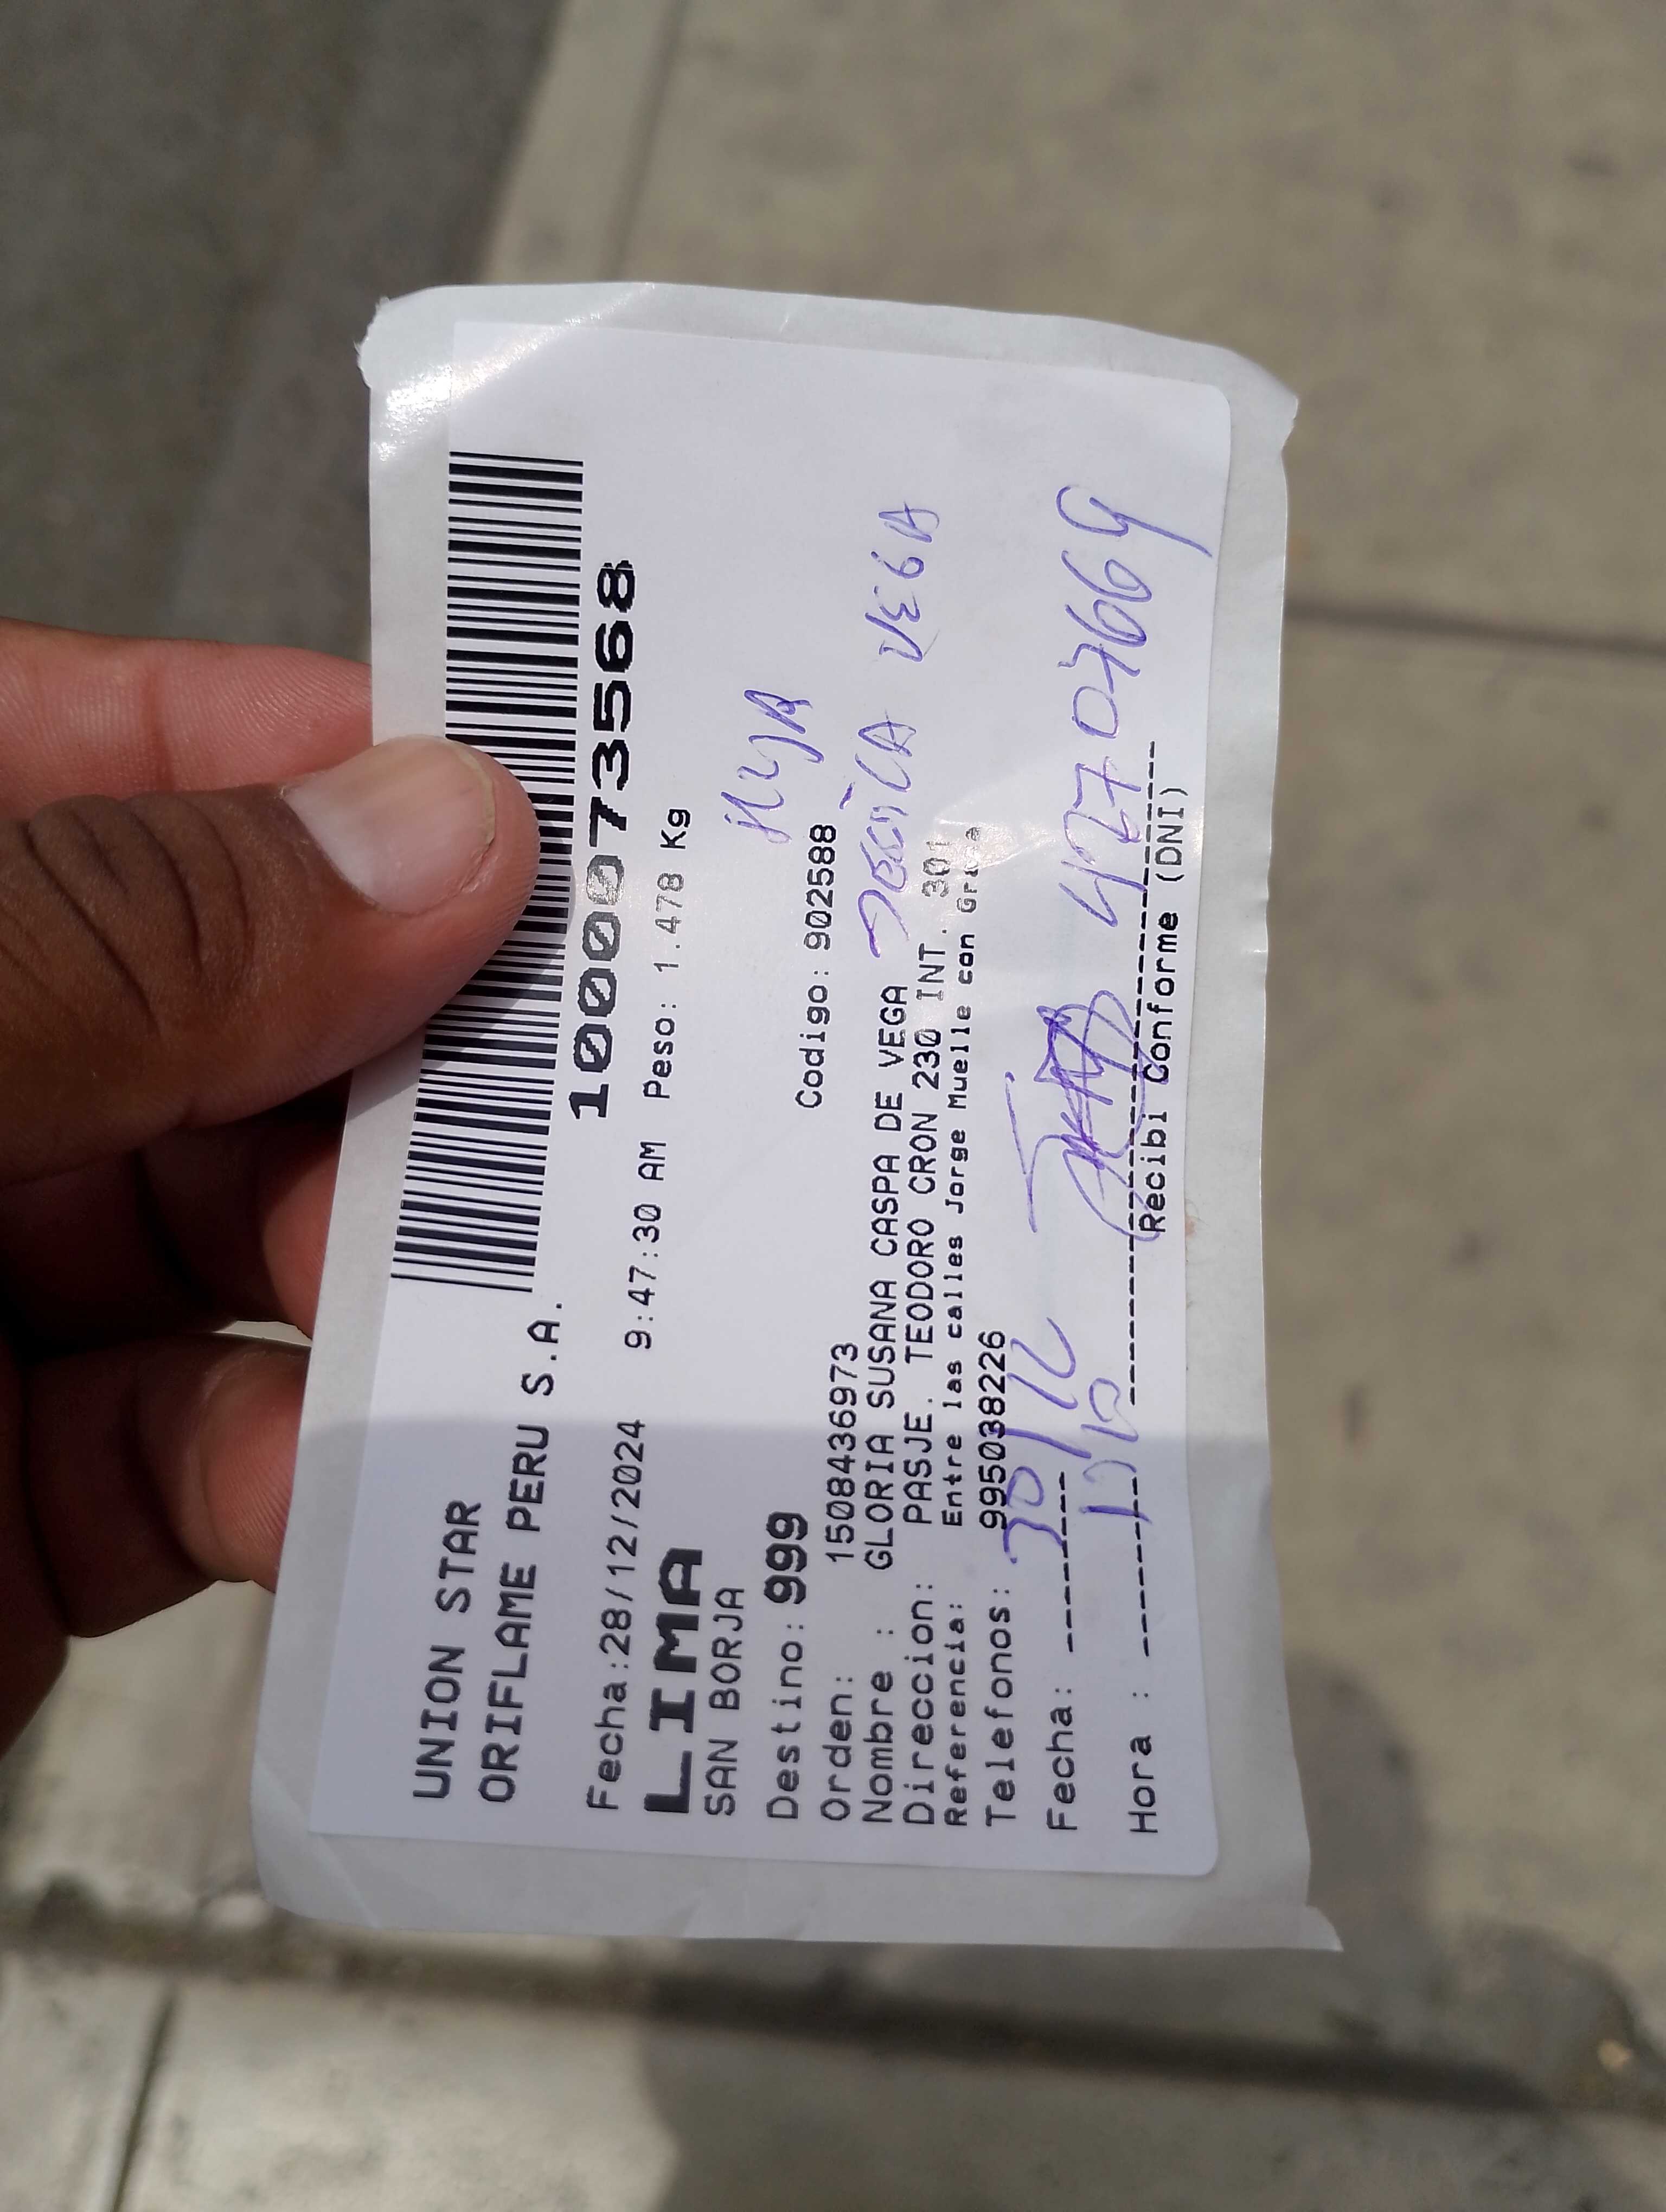 UNION STAR
ORIFLAME PERU S.A.
1000073568
Fecha:28/12/2024 9:47:30 AM Peso: 1.478 Kg
LIMA
SAN BORJA
HIJA
Destino: 999 Codigo: 902588
Orden: 1508436973
Nombre : GLORIA SUSANA CASPA DE VEGA
VEGA
Direccion: PASJE. TEODORO CRON 230 INT. 301
Referencia: Entre las calles Jorge Muelle con
Telefonos: 995038226
Fecha: 30/12
Hora :
Recibi Conforme (DNI)